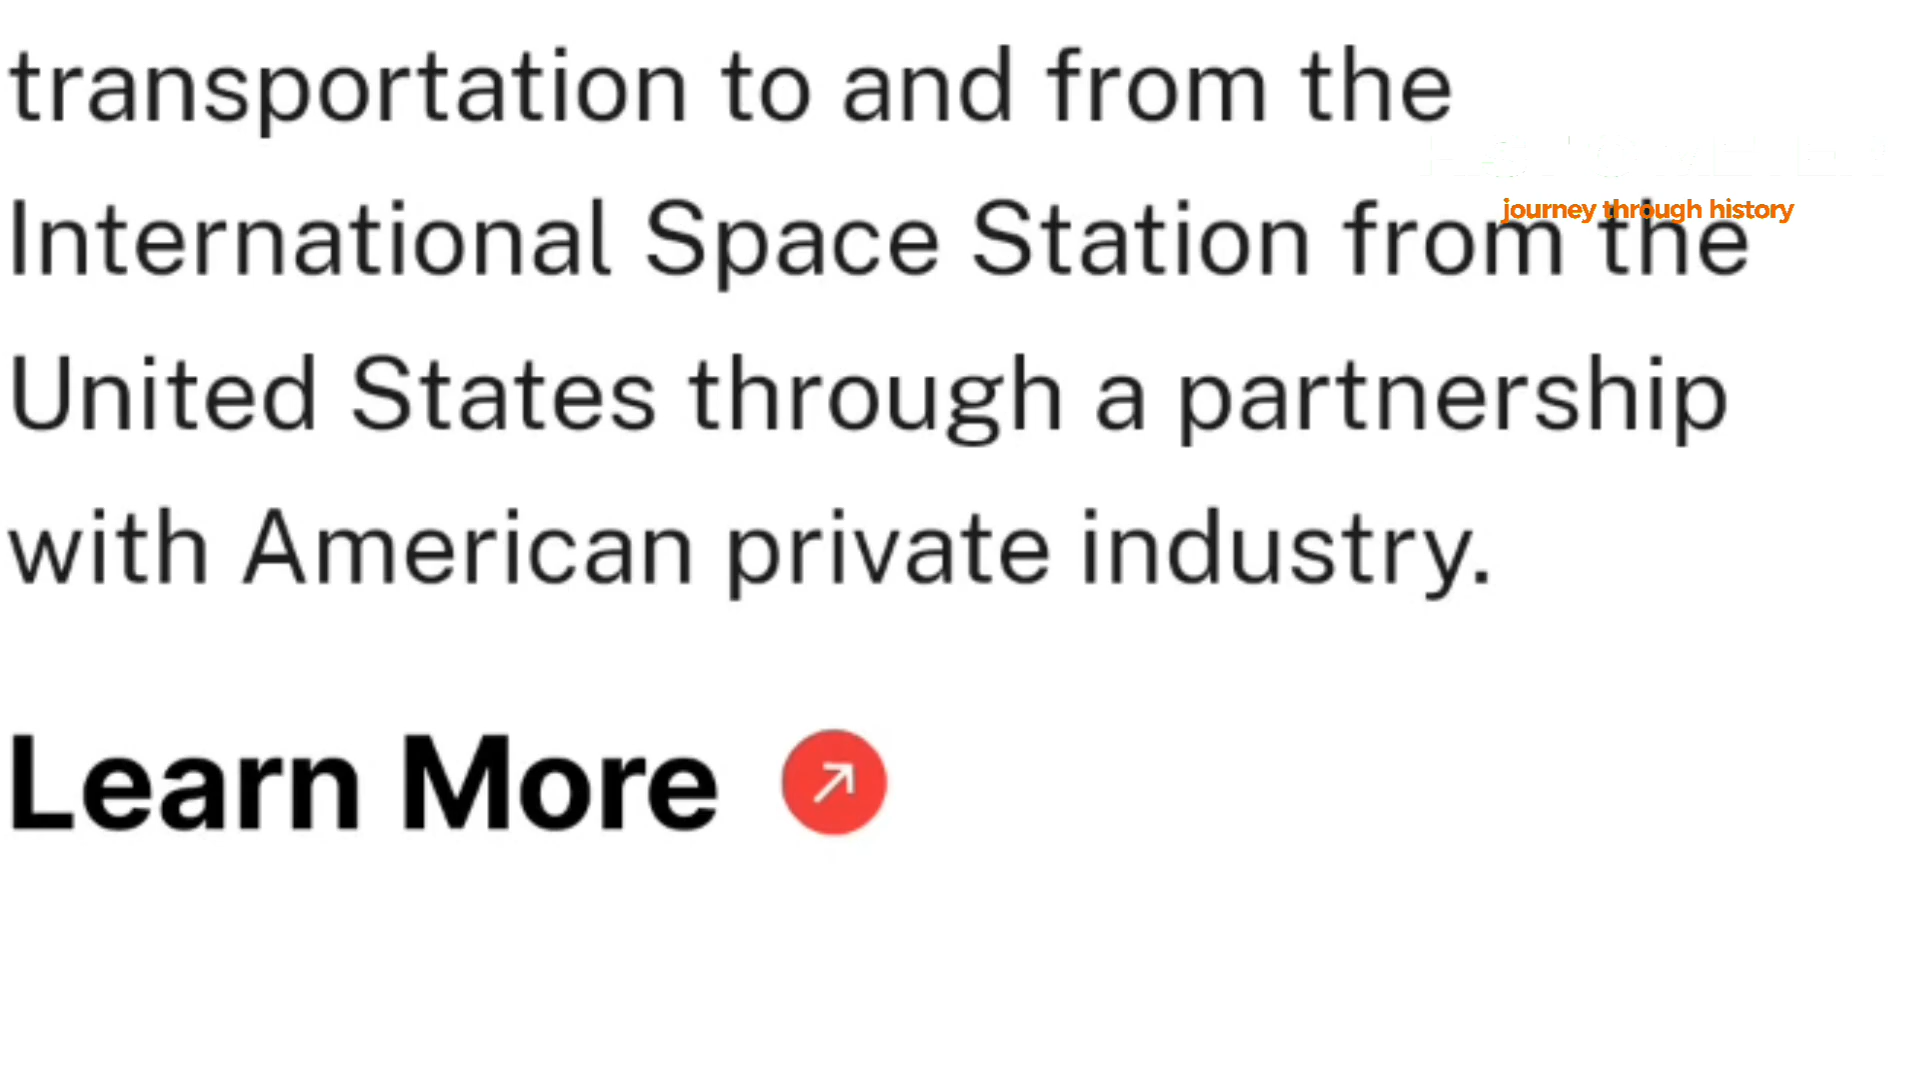 transportation to and from the
journey through history
International Space Station from the
United States through a partnership
with American private industry.
Learn More